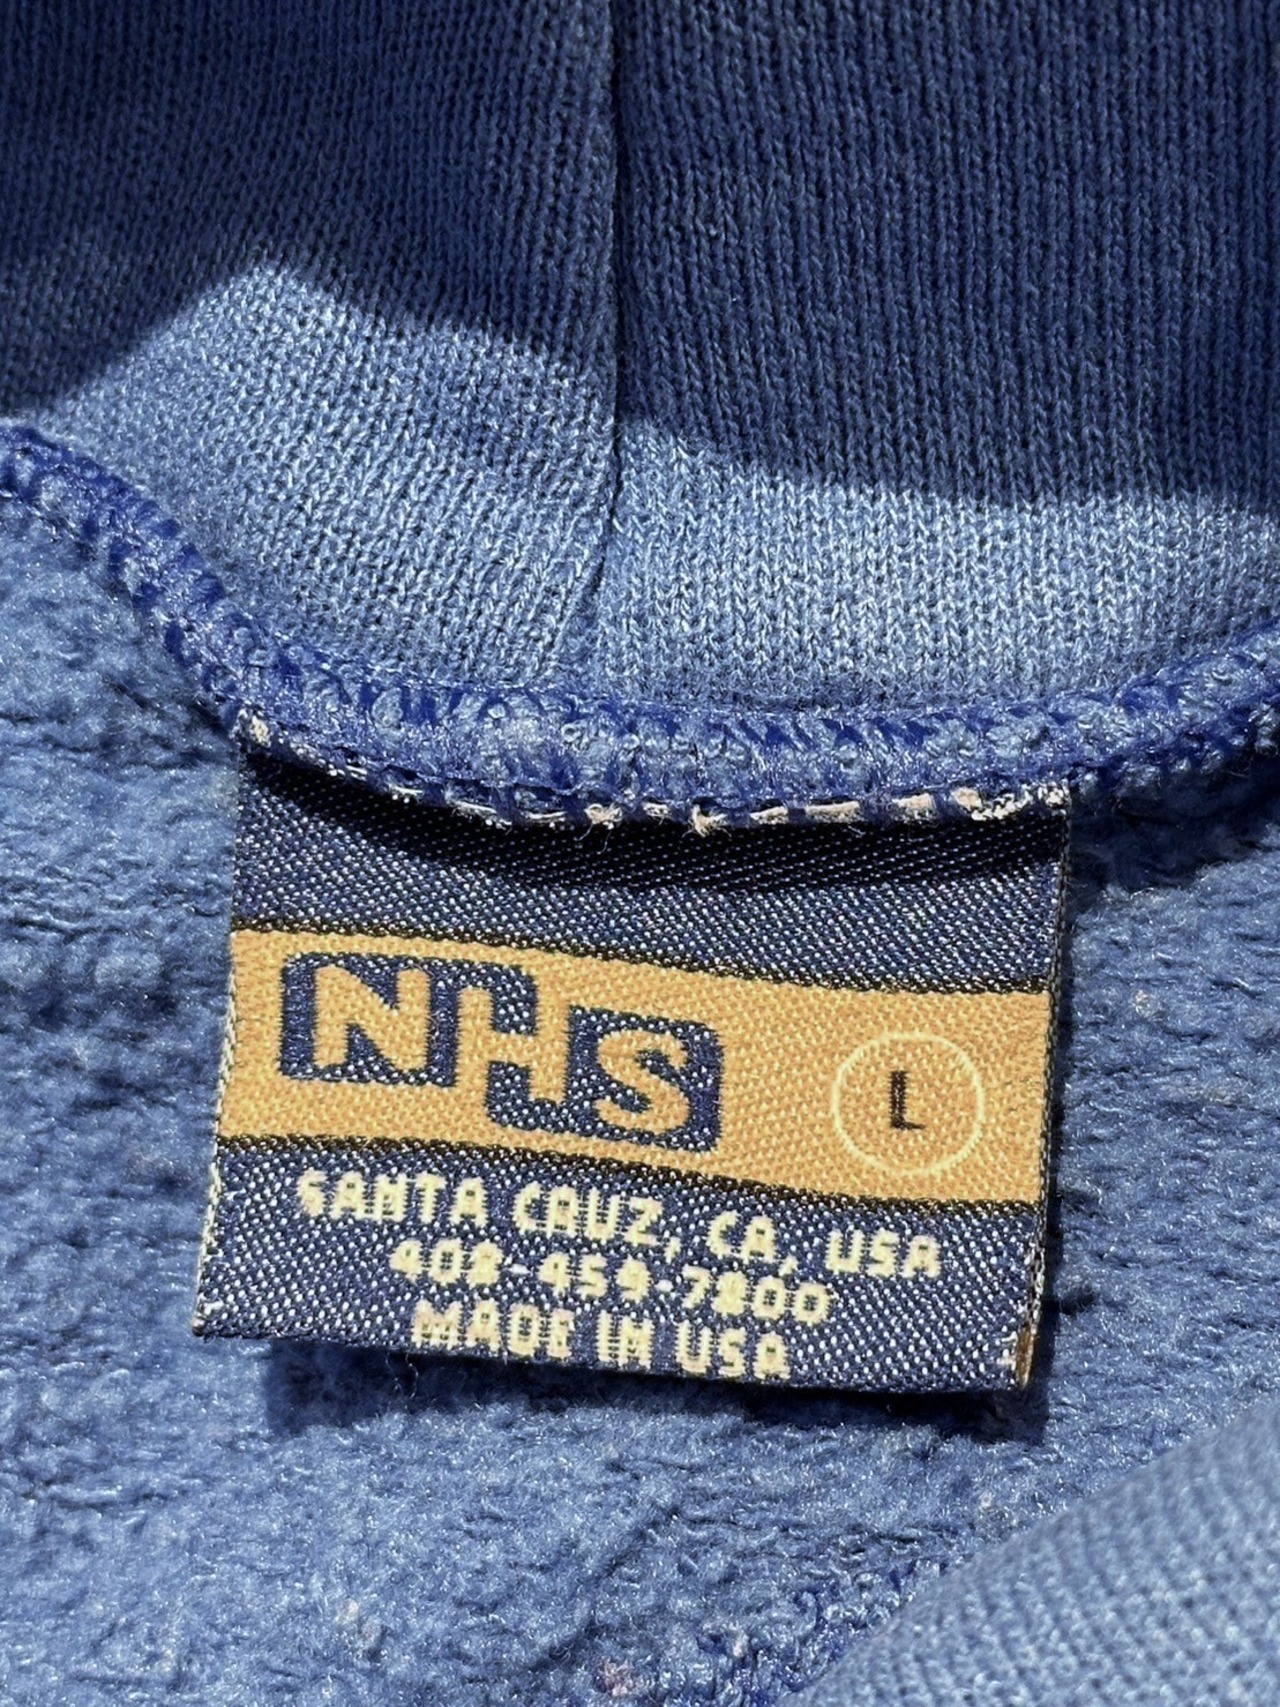 NHS L
SANTA CRUZ, CA, USA
408-459-7800
MADE IN USA